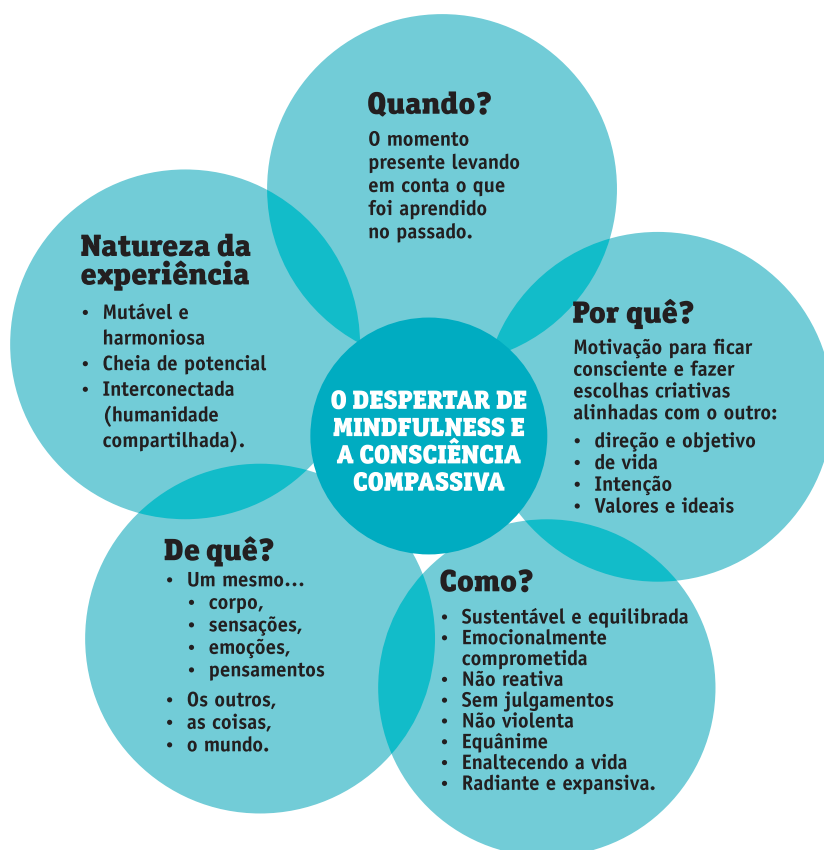 Quando?
O momento
presente levando
em conta o que
foi aprendido
no passado.
Natureza da
experiência
• Mutável e
harmoniosa
• Cheia de potencial
• Interconectada
(humanidade
compartilhada).
Por quê?
Motivação para ficar
consciente e fazer
escolhas criativas
alinhadas com o outro:
• direção e objetivo
• de vida
• Intenção
• Valores e ideais
O DESPERTAR DE
MINDFULNESS E
A CONSCIÊNCIA
COMPASSIVA
De quê?
• Um mesmo...
• corpo,
• sensações,
• emoções,
• pensamentos
• Os outros,
• as coisas,
• o mundo.
Como?
• Sustentável e equilibrada
• Emocionalmente
comprometida
• Não reativa
• Sem julgamentos
• Não violenta
• Equânime
• Enaltecendo a vida
• Radiante e expansiva.